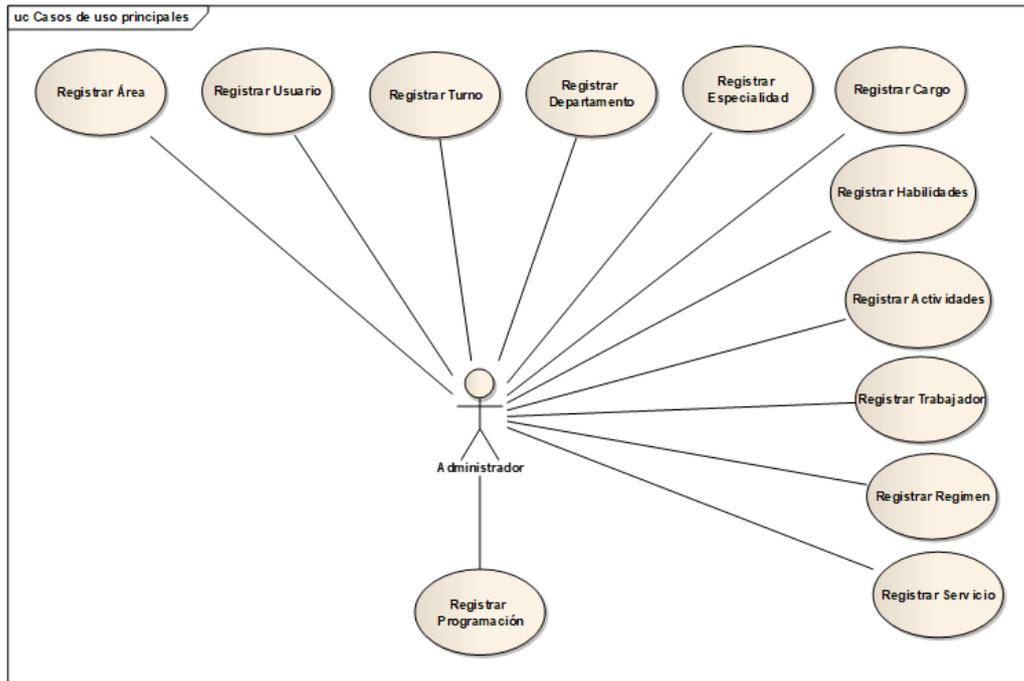 uc Casos de uso principales
Registrar Área
Registrar Usuario
Registrar Turno
Registrar
Departamento
Registrar
Especialidad
Registrar Cargo
Registrar Habilidades
Registrar Actividades
Registrar Trabajador
Administrador
Registrar Regimen
Registrar Servicio
Registrar
Programación